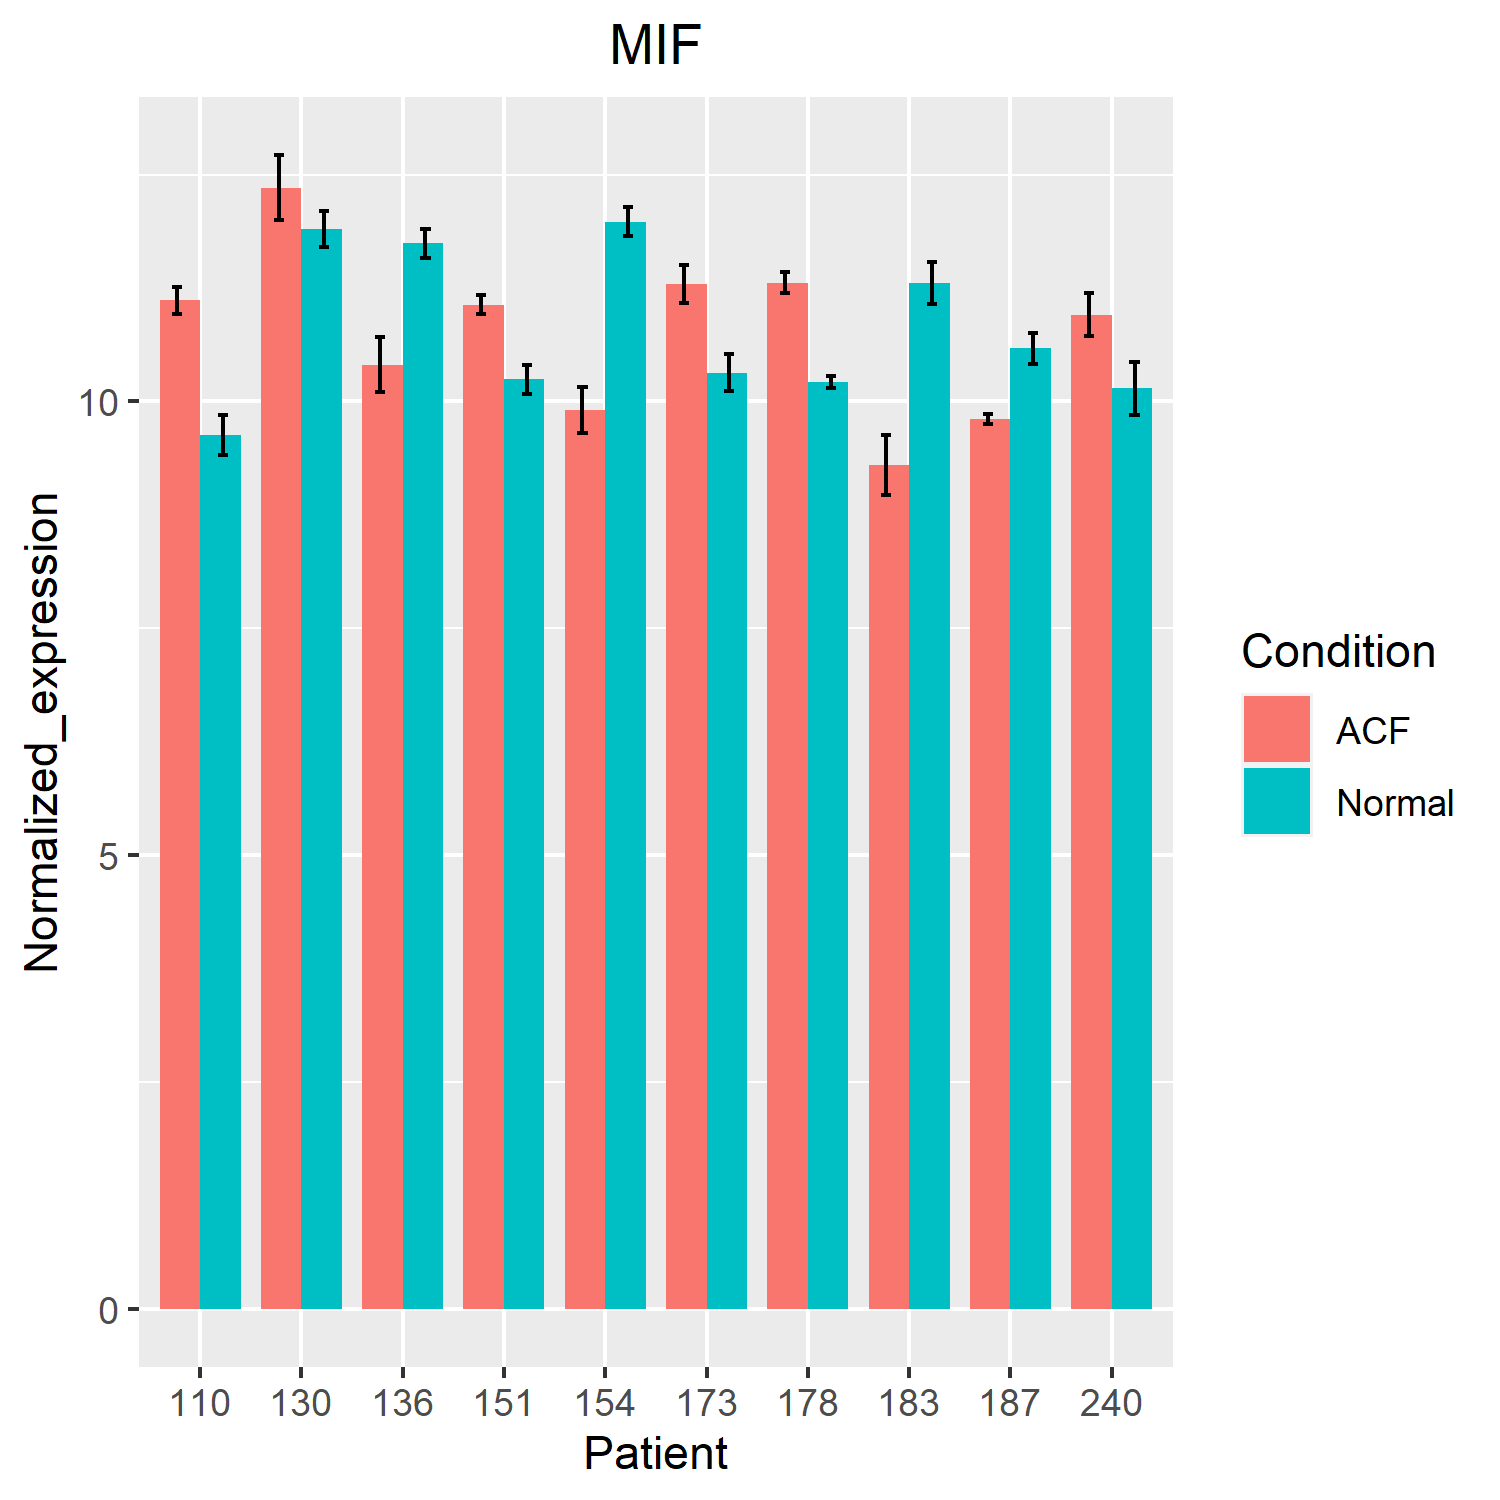 MIF
Normalized_expression
10
5
0
110 130 136 151 154 173 178 183 187 240
Patient
Condition
ACF
Normal